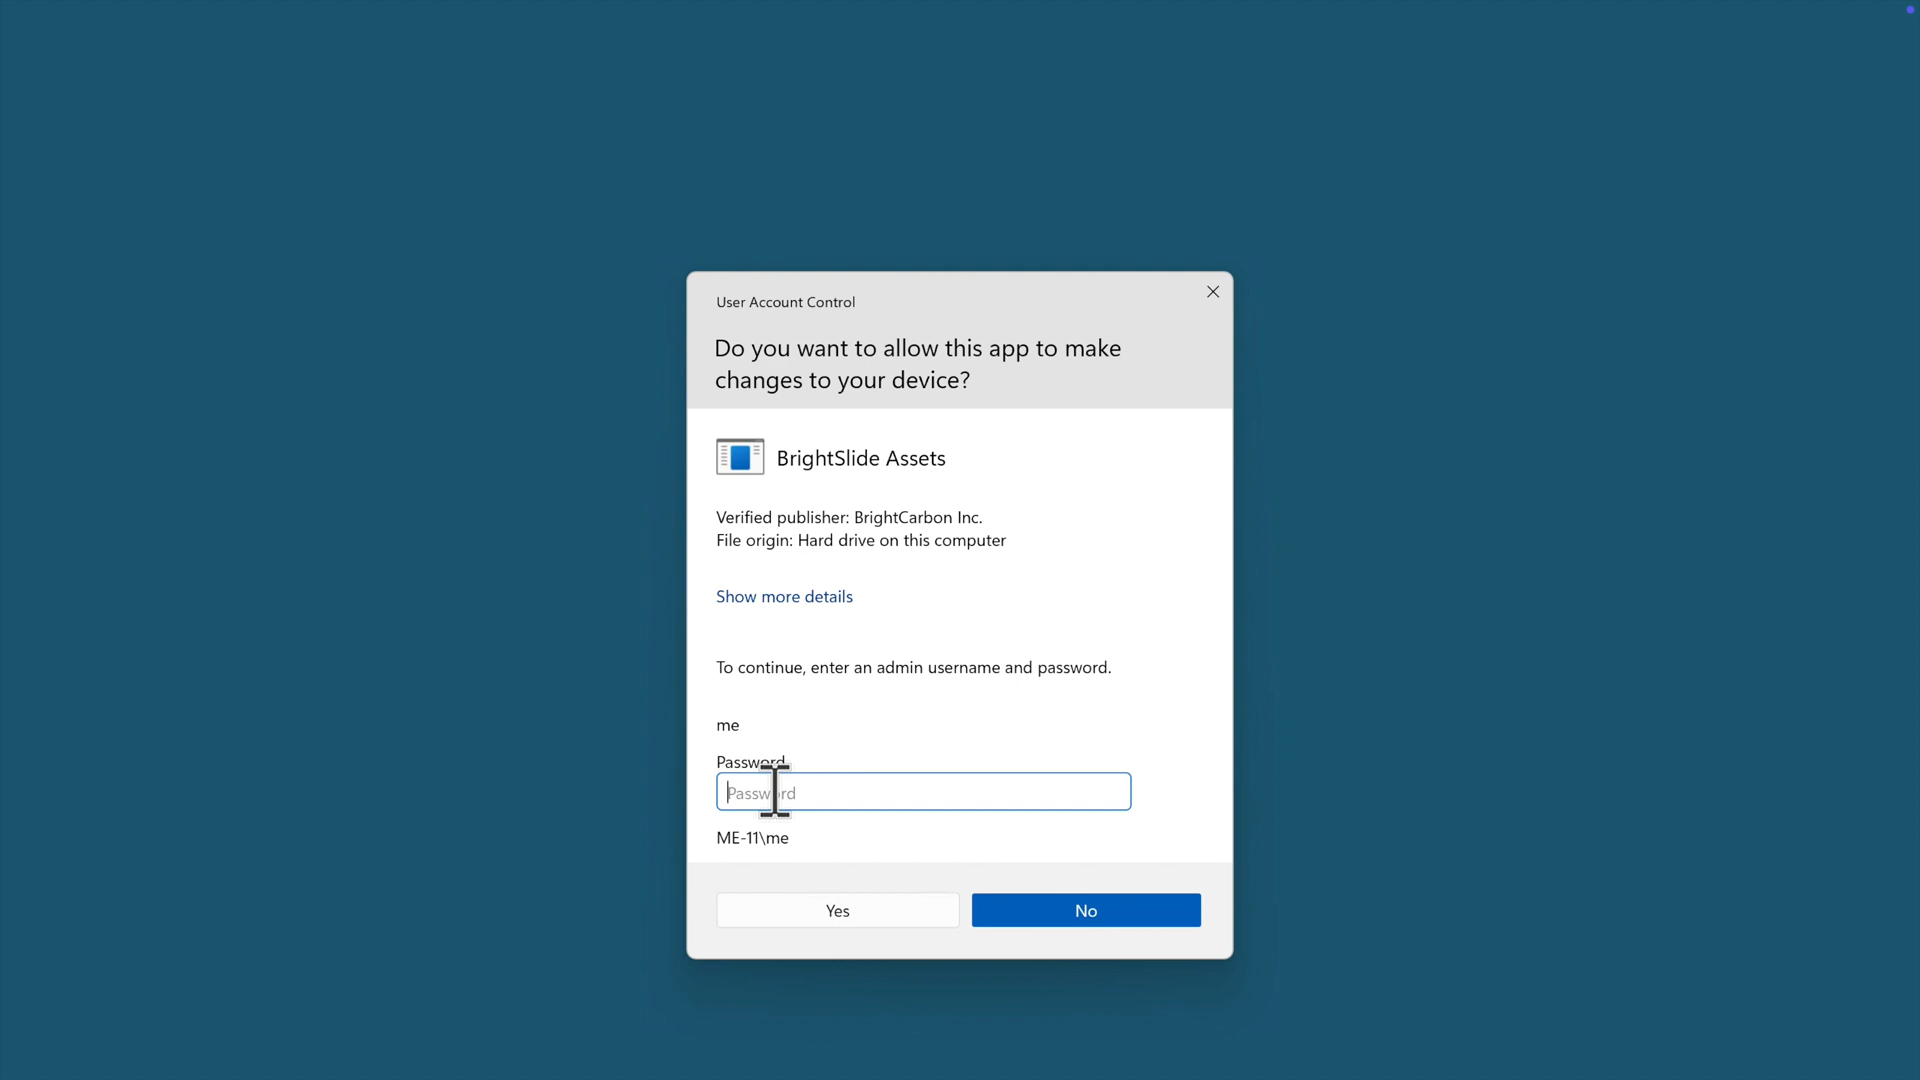 User Account Control
Do you want to allow this app to make
changes to your device?
BrightSlide Assets
Verified publisher: BrightCarbon Inc.
File origin: Hard drive on this computer
Show more details
To continue, enter an admin username and password.
me
Password
Password
ME-11\me
Yes
No